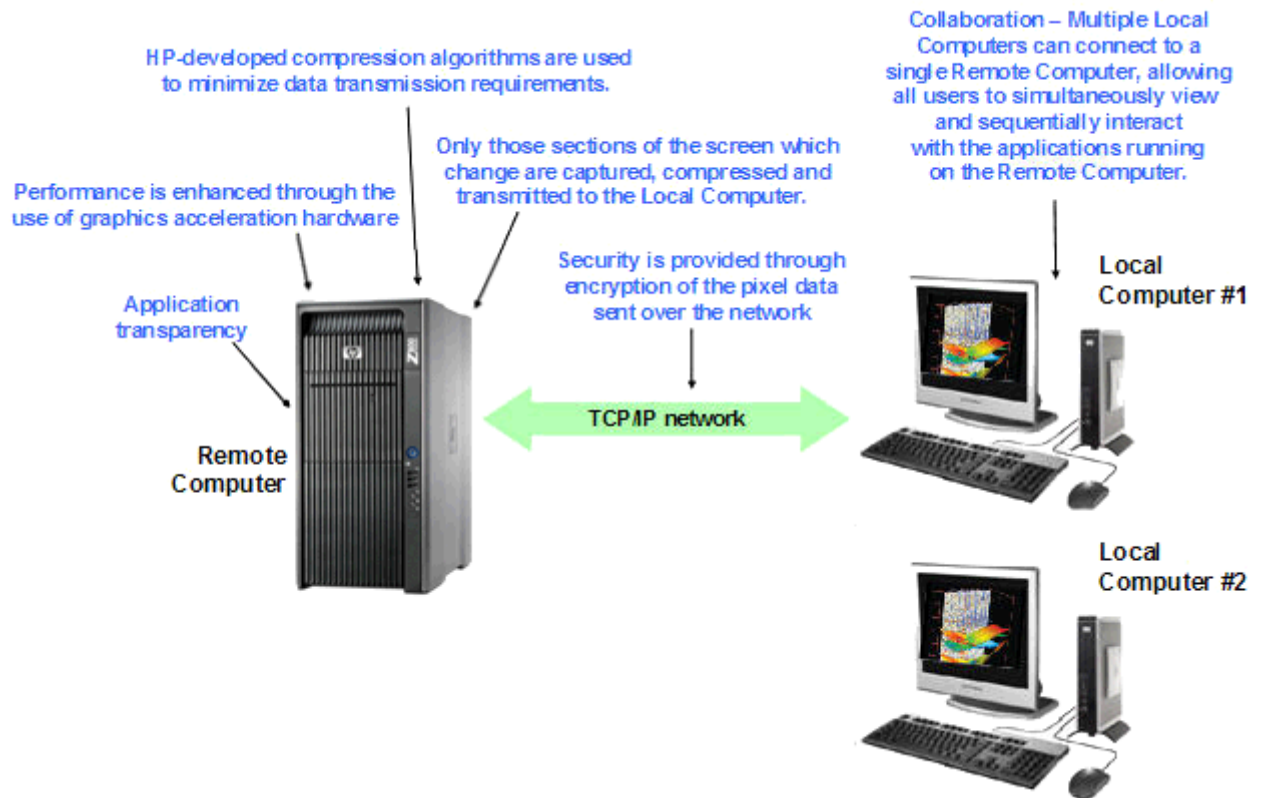 HP-developed compression algorithms are used
to minimize data transmission requirements.
Collaboration – Multiple Local
Computers can connect to a
single Remote Computer, allowing
all users to simultaneously view
and sequentially interact
with the applications running
on the Remote Computer.
Only those sections of the screen which
change are captured, compressed and
transmitted to the Local Computer.
Performance is enhanced through the
use of graphics acceleration hardware
Security is provided through
encryption of the pixel data
sent over the network
Application
transparency
Local
Computer #1
TCP/IP network
Remote
Computer
Local
Computer #2
hp